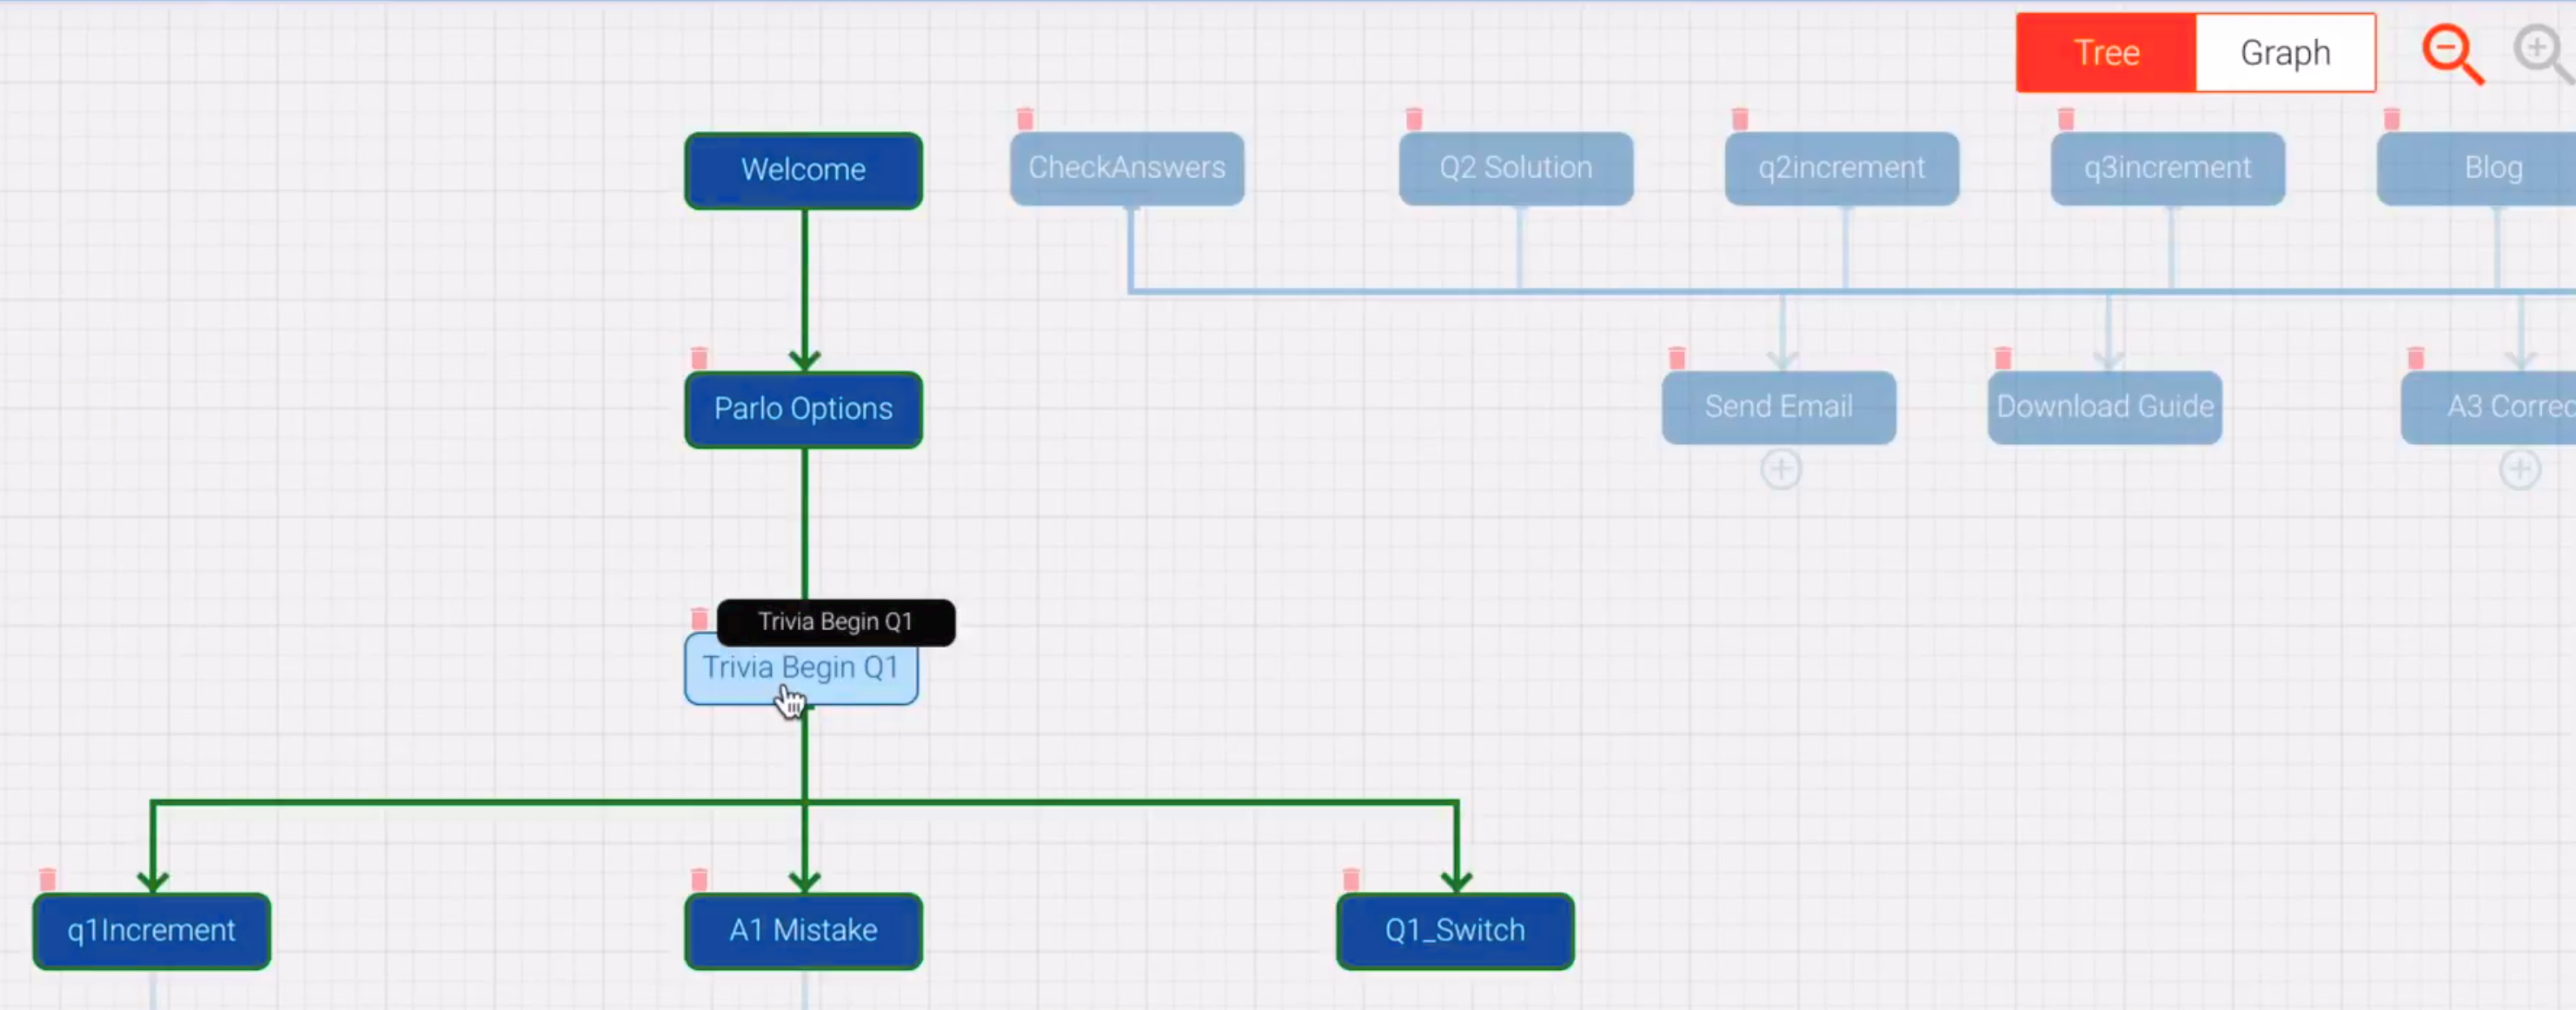 Tree
Graph
Welcome
CheckAnswers
Q2 Solution
q2increment
q3increment
Blog
Parlo Options
Send Email
Download Guide
A3 Correc
Trivia Begin Q1
Trivia Begin Q1
q1Increment
A1 Mistake
Q1_Switch